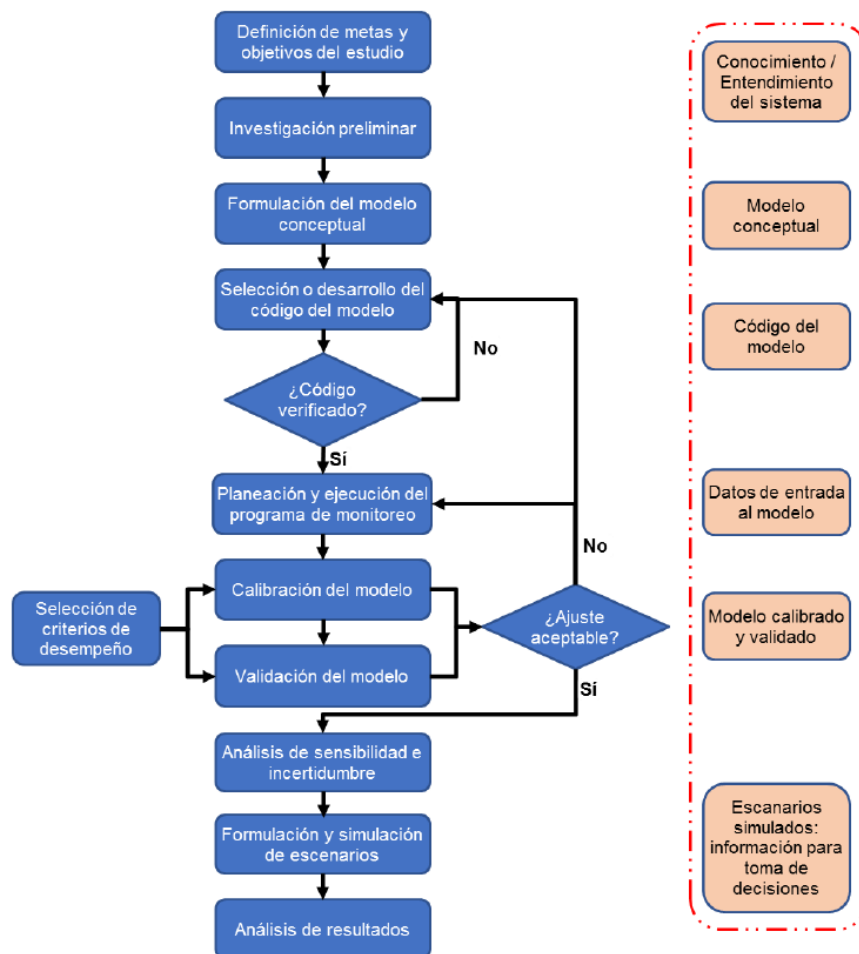 Definición de metas y
objetivos del estudio
Investigación preliminar
Formulación del modelo
conceptual
Selección o desarrollo del
código del modelo
No
¿Código
verificado?
Sí
Planeación y ejecución del
programa de monitoreo
No
Calibración del modelo
Selección de
criterios de
desempeño
¿Ajuste
aceptable?
Validación del modelo
Sí
Análisis de sensibilidad e
incertidumbre
Formulación y simulación
de escenarios
Análisis de resultados
Conocimiento /
Entendimiento
del sistema
Modelo
conceptual
Código del
modelo
Datos de entrada
al modelo
Modelo calibrado
y validado
Escanarios
simulados:
información para
toma de
decisiones